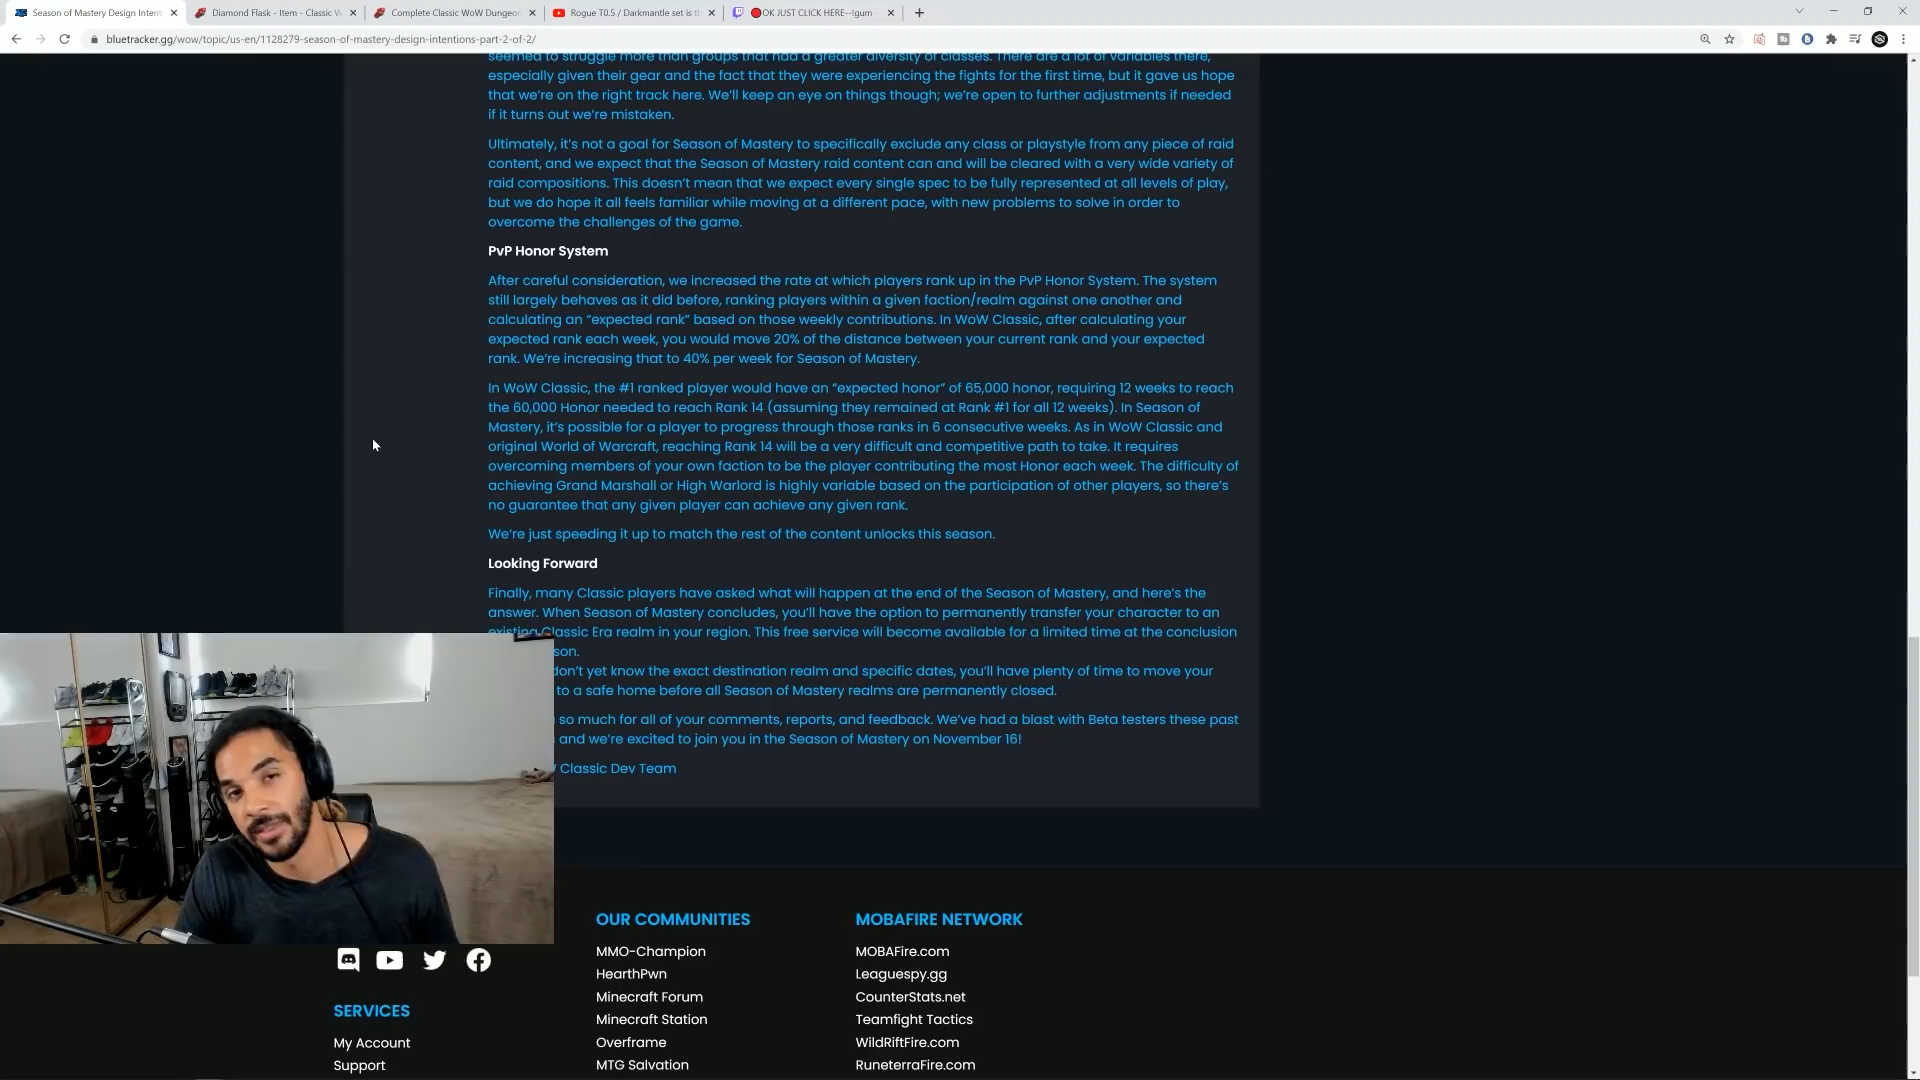 Season of Mastery Design Intent
Diamond Flask - Item - Classic W
Complete Classic WoW Dungeon
Rogue T0.5 / Darkmantle set is t
OK JUST CLICK HERE--!gum
bluetracker.gg/wow/topic/us-en/1128279-season-of-mastery-design-intentions-part-2-of-2/
seemed to struggle more than groups that had a greater diversity of classes. There are a lot of variables there,
especially given their gear and the fact that they were experiencing the fights for the first time, but it gave us hope
that we're on the right track here. We'll keep an eye on things though; we're open to further adjustments if needed
if it turns out we're mistaken.
Ultimately, it's not a goal for Season of Mastery to specifically exclude any class or playstyle from any piece of raid
content, and we expect that the Season of Mastery raid content can and will be cleared with a very wide variety of
raid compositions. This doesn't mean that we expect every single spec to be fully represented at all levels of play,
but we do hope it all feels familiar while moving at a different pace, with new problems to solve in order to
overcome the challenges of the game.
PvP Honor System
After careful consideration, we increased the rate at which players rank up in the PvP Honor System. The system
still largely behaves as it did before, ranking players within a given faction/realm against one another and
calculating an "expected rank" based on those weekly contributions. In WoW Classic, after calculating your
expected rank each week, you would move 20% of the distance between your current rank and your expected
rank. We're increasing that to 40% per week for Season of Mastery.
In WoW Classic, the #1 ranked player would have an "expected honor" of 65,000 honor, requiring 12 weeks to reach
the 60,000 Honor needed to reach Rank 14 (assuming they remained at Rank #1 for all 12 weeks). In Season of
Mastery, it's possible for a player to progress through those ranks in 6 consecutive weeks. As in WoW Classic and
original World of Warcraft, reaching Rank 14 will be a very difficult and competitive path to take. It requires
overcoming members of your own faction to be the player contributing the most Honor each week. The difficulty of
achieving Grand Marshall or High Warlord is highly variable based on the participation of other players, so there's
no guarantee that any given player can achieve any given rank.
We're just speeding it up to match the rest of the content unlocks this season.
Looking Forward
Finally, many Classic players have asked what will happen at the end of the Season of Mastery, and here's the
answer. When Season of Mastery concludes, you'll have the option to permanently transfer your character to an
existing Classic Era realm in your region. This free service will become available for a limited time at the conclusion
son.
don't yet know the exact destination realm and specific dates, you'll have plenty of time to move your
to a safe home before all Season of Mastery realms are permanently closed.
so much for all of your comments, reports, and feedback. We've had a blast with Beta testers these past
and we're excited to join you in the Season of Mastery on November 16!
Classic Dev Team
OUR COMMUNITIES
MMO-Champion
HearthPwn
Minecraft Forum
Minecraft Station
Overframe
MTG Salvation
MOBAFIRE NETWORK
MOBAFire.com
Leaguespy.gg
CounterStats.net
Teamfight Tactics
WildRiftFire.com
RuneterraFire.com
SERVICES
My Account
Support